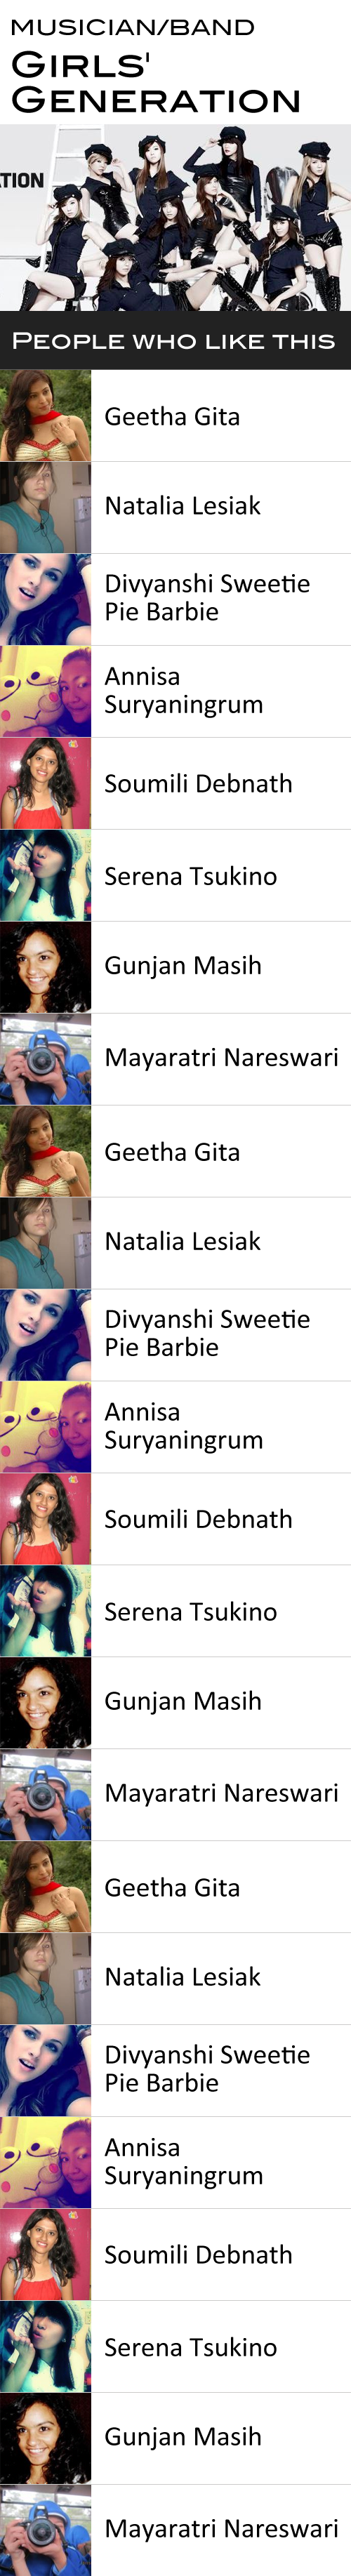 MUSICIAN/BAND
GIRLS'
GENERATION
TION
PEOPLE WHO LIKE THIS
Geetha Gita
Natalia Lesiak
Divyanshi Sweetie
Pie Barbie
Annisa
Suryaningrum
Soumili Debnath
Serena Tsukino
Gunjan Masih
Mayaratri Nareswari
Geetha Gita
Natalia Lesiak
Divyanshi Sweetie
Pie Barbie
Annisa
Suryaningrum
Soumili Debnath
Serena Tsukino
Gunjan Masih
Mayaratri Nareswari
Geetha Gita
Natalia Lesiak
Divyanshi Sweetie
Pie Barbie
Annisa
Suryaningrum
Soumili Debnath
Serena Tsukino
Gunjan Masih
Mayaratri Nareswari